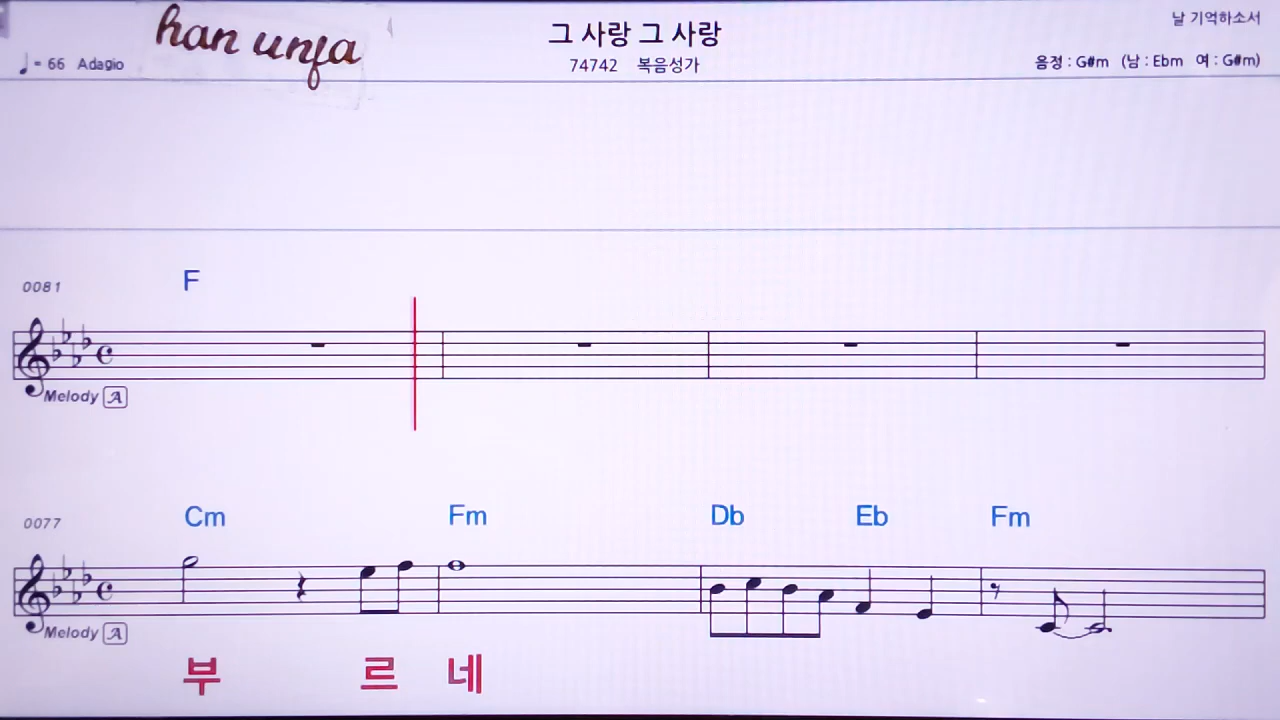 han unja
그 사랑 그 사랑
날 기억하소서
♩= 66 Adagio
74742 복음성가
음정 : G#m (남 : Ebm 여 : G#m)
F
0081
Melody A
Cm Fm Db Eb Fm
0077
Melody A
부 르 네